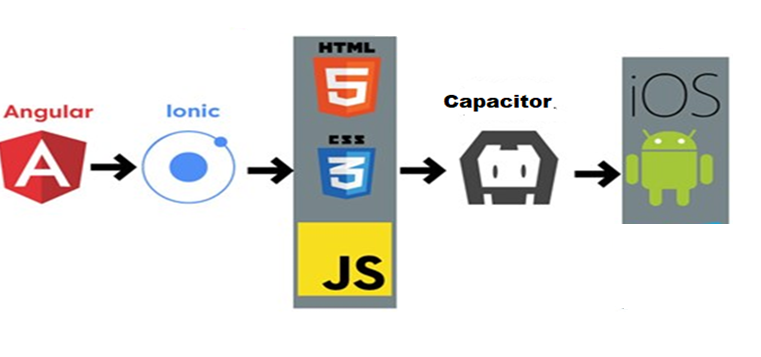 Angular
Ionic
HTML
5
CSS
3
JS
Capacitor
iOS